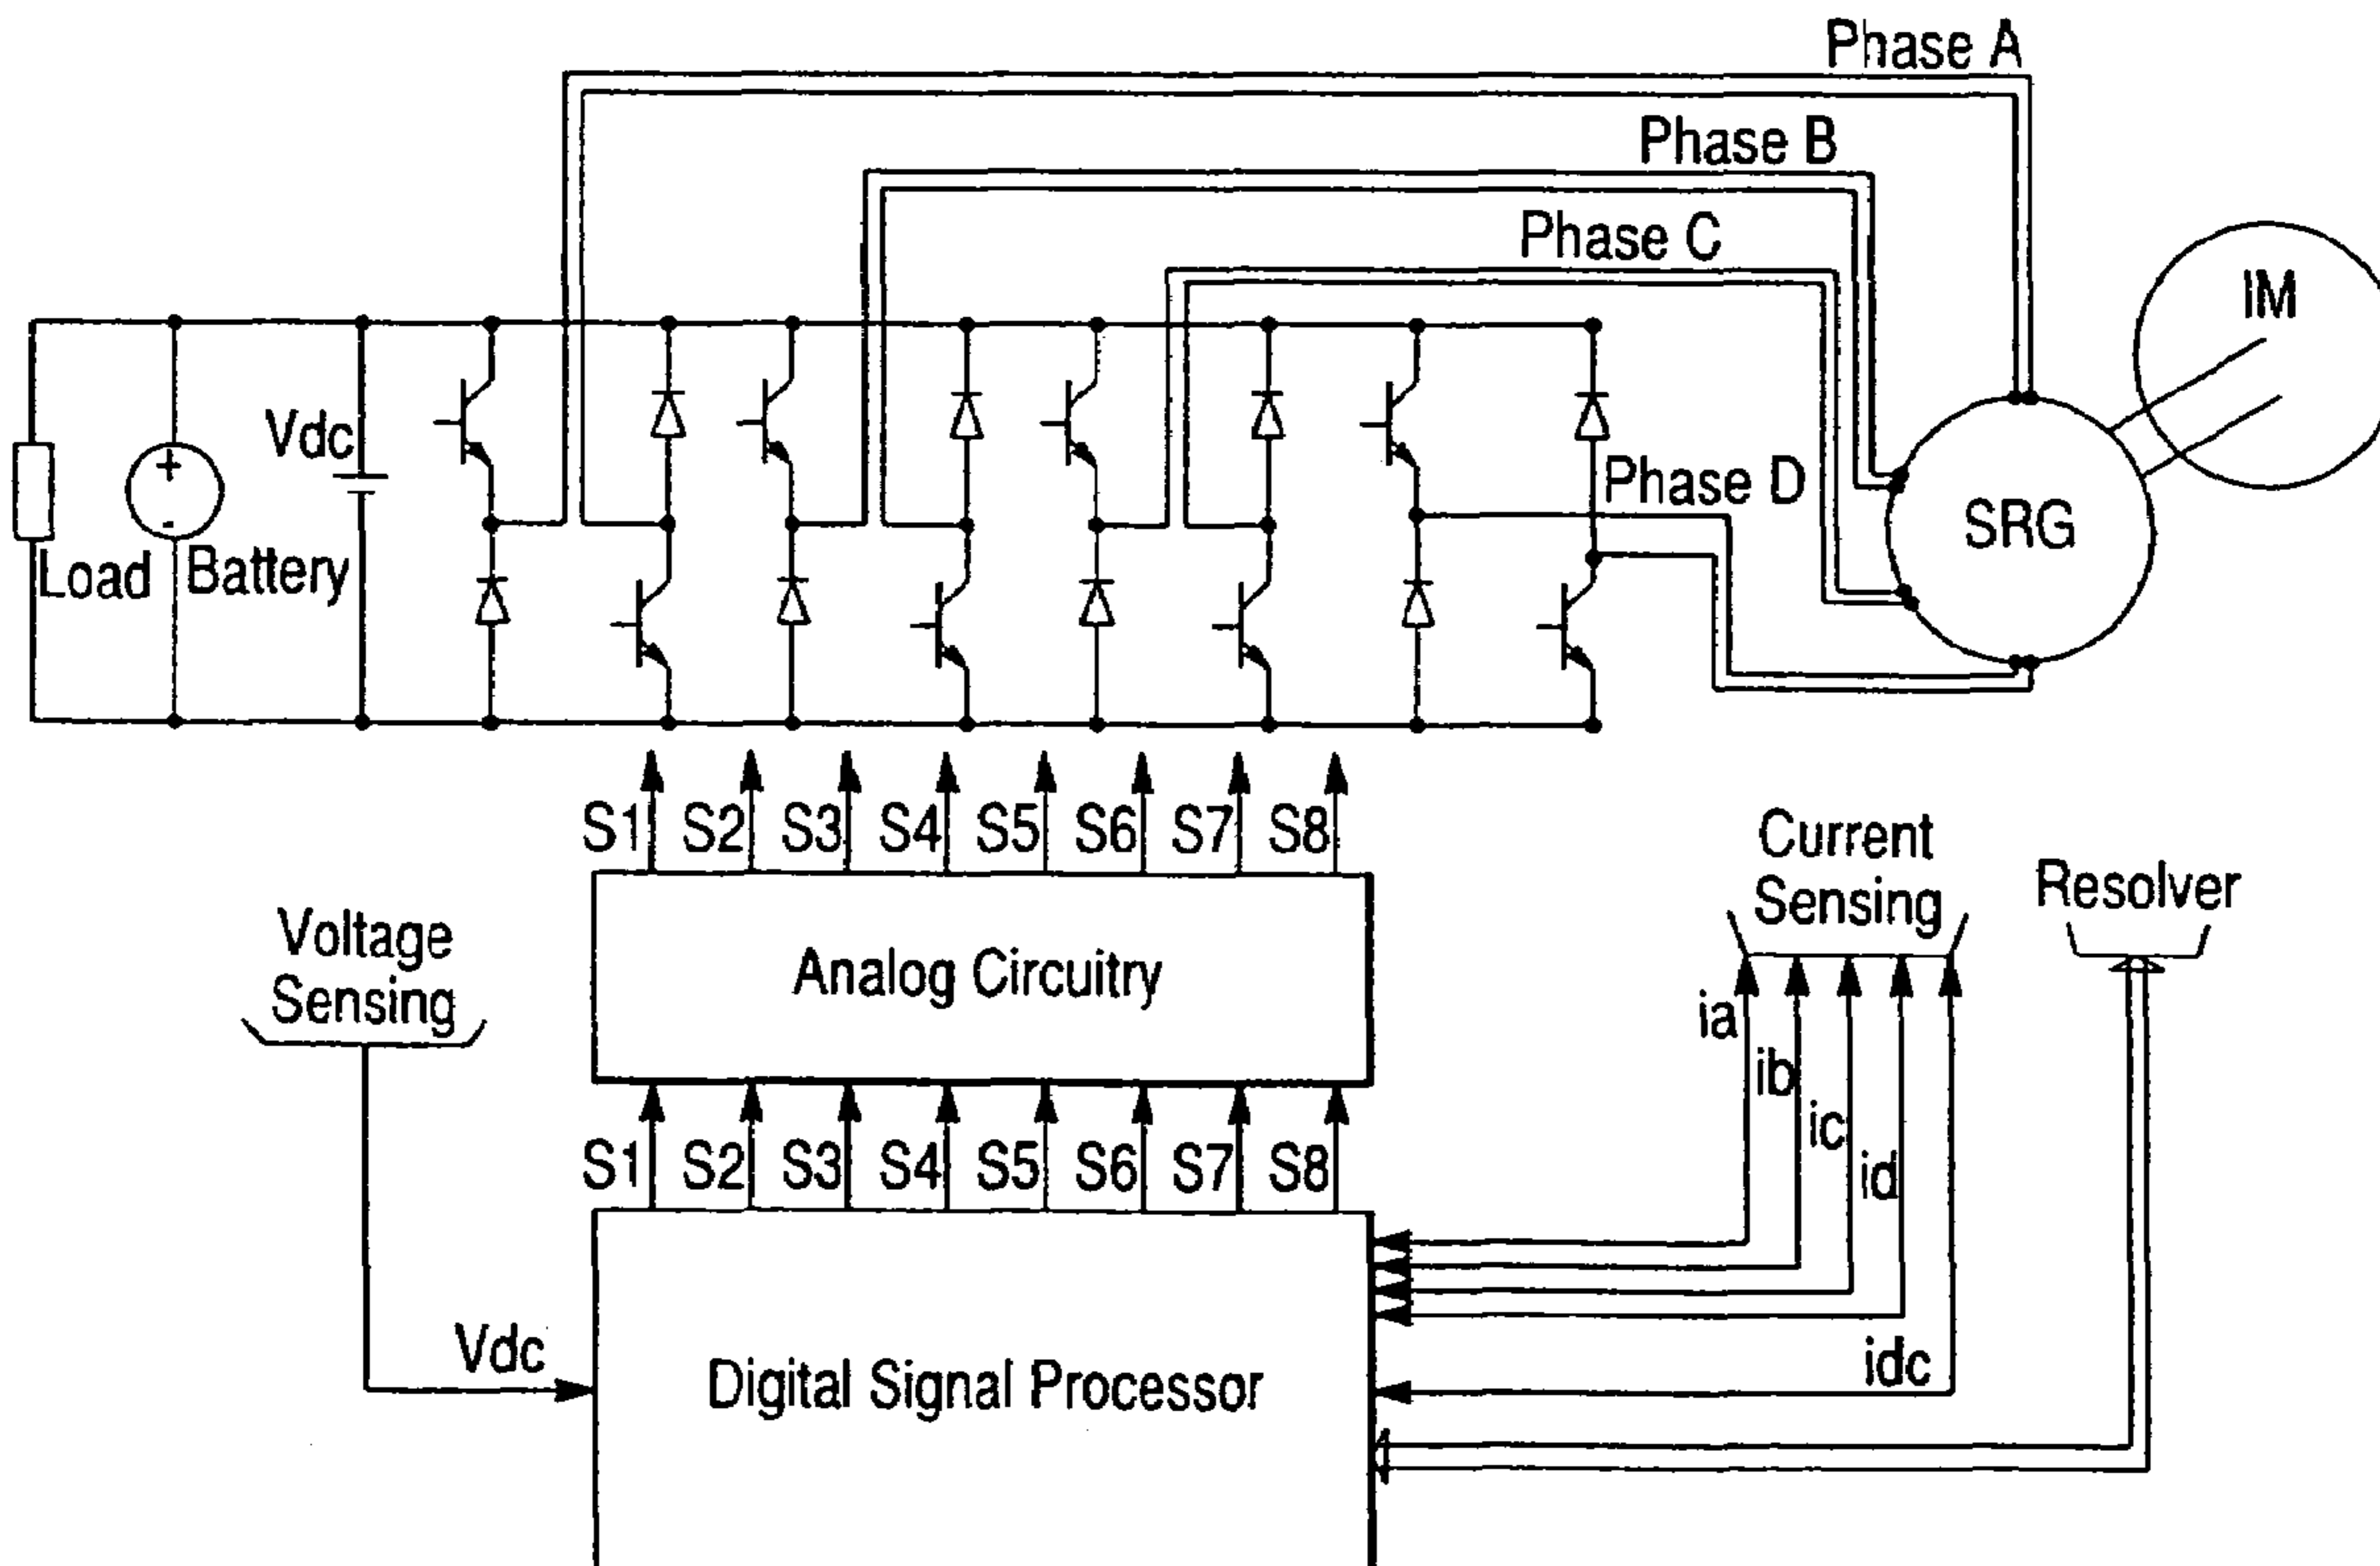 Phase A
Phase B
Phase C
IM
Vdc
+
Phase D
SRG
-
Load
Battery
S1 S2 S3 S4 S5 S6 S7 S8
Current
Sensing
Resolver
Voltage
Sensing
Analog Circuitry
ia
ib
ic
id
S1 S2 S3 S4 S5 S6 S7 S8
Vdc
idc
Digital Signal Processor